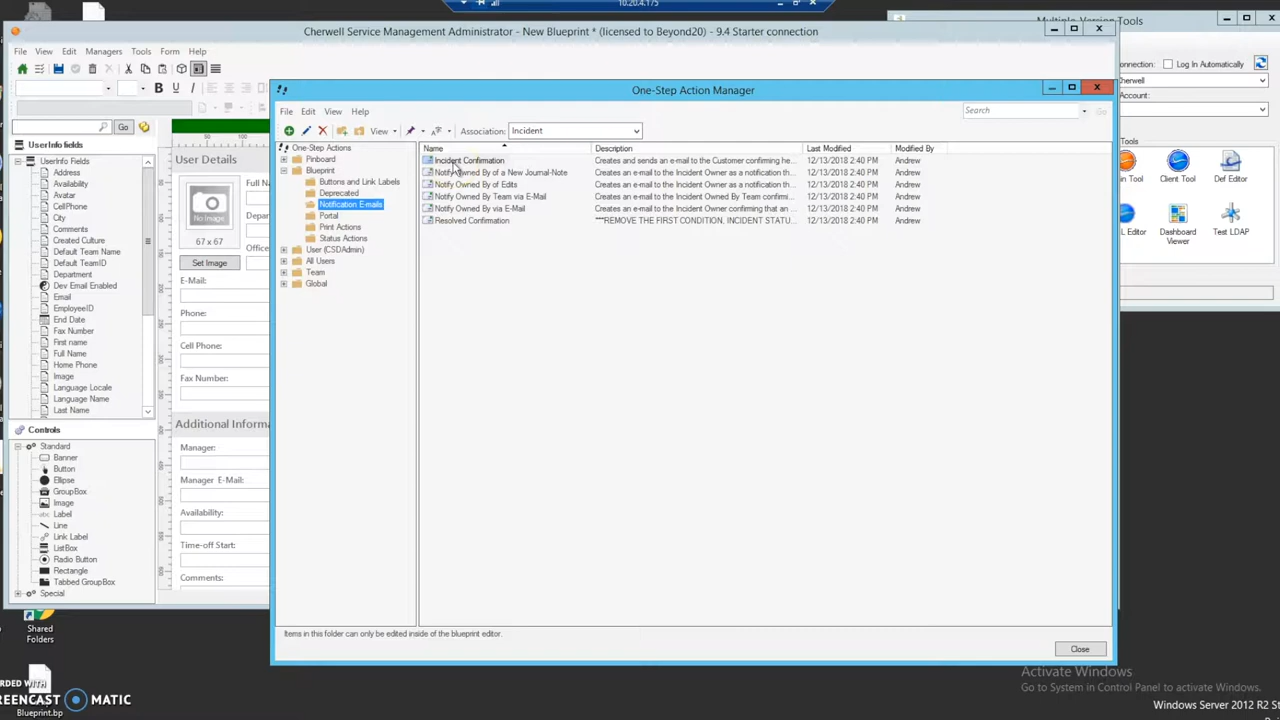 10.20.4.175
Multiple Version Tools
Cherwell Service Management Administrator - New Blueprint * (licensed to Beyond20) - 9.4 Starter connection
File View Edit Managers Tools Form Help
Connection: Log In Automatically
Cherwell
Account:
B I U
Go
50 100
UserInfo Fields
UserInfo Fields
Address
Availability
Avatar
CellPhone
Comments
Created Culture
Default Team Name
Default TeamID
Department
Dev Email Enabled
Email
EmployeeID
End Date
Fax Number
First name
Full Name
Home Phone
Image
Language Locale
Language Name
Last Name
Controls
Standard
Banner
Button
Ellipse
GroupBox
Image
Label
Line
Link Label
ListBox
Radio Button
Rectangle
Tabbed GroupBox
Special
User Details
No Image
67 x 67
Set Image
Full N
Office
E-Mail:
Phone:
Cell Phone:
Fax Number:
Additional Informa
Manager:
Manager E-Mail:
Availability:
Time-off Start:
Comments:
One-Step Action Manager
File Edit View Help
Search
Go
View
Association: Incident
One-Step Actions
Pinboard
Blueprint
Buttons and Link Labels
Deprecated
Notification E-mails
Portal
Print Actions
Status Actions
User (CSDAdmin)
All Users
Team
Global
Name Description Last Modified Modified By
Incident Confirmation Creates and sends an e-mail to the Customer confirming he... 12/13/2018 2:40 PM Andrew
Notify Owned By of a New Journal-Note Creates an e-mail to the Incident Owner as a notification th... 12/13/2018 2:40 PM Andrew
Notify Owned By of Edits Creates an e-mail to the Incident Owner as a notification th... 12/13/2018 2:40 PM Andrew
Notify Owned By Team via E-Mail Creates an e-mail to the Incident Owned By Team confirmi... 12/13/2018 2:40 PM Andrew
Notify Owned By via E-Mail Creates an e-mail to the Incident Owner confirming that an ... 12/13/2018 2:40 PM Andrew
Resolved Confirmation ***REMOVE THE FIRST CONDITION. INCIDENT STATU... 12/13/2018 2:40 PM Andrew
Items in this folder can only be edited inside of the blueprint editor.
Close
n Tool Client Tool Def Editor
L Editor Dashboard Viewer Test LDAP
Tools
Shared
Folders
Blueprint.bp
RDED WITH
REENCAST MATIC
Activate Windows
Go to System in Control Panel to activate Windows.
Windows Server 2012 R2 S